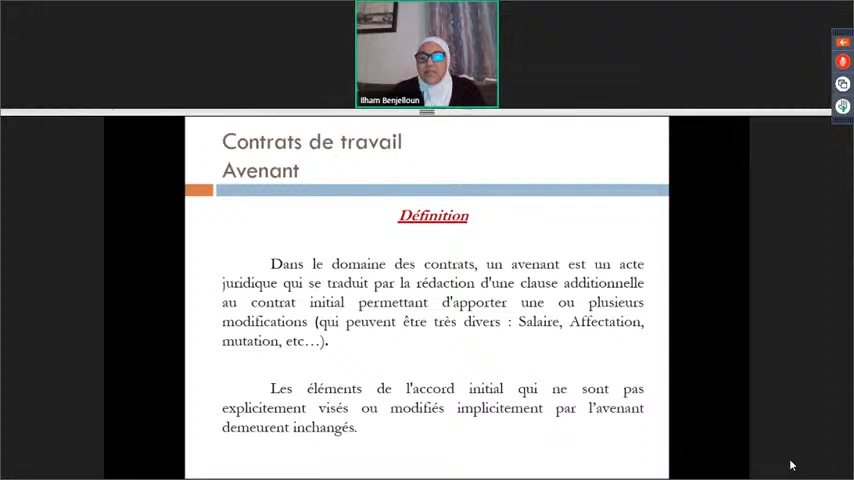 Ilham Benjelloun
Contrats de travail
Avenant
Définition
Dans le domaine des contrats, un avenant est un acte
juridique qui se traduit par la rédaction d'une clause additionnelle
au contrat initial permettant d'apporter une ou plusieurs
modifications (qui peuvent être très divers : Salaire, Affectation,
mutation, etc…).
Les éléments de l'accord initial qui ne sont pas
explicitement visés ou modifiés implicitement par l'avenant
demeurent inchangés.